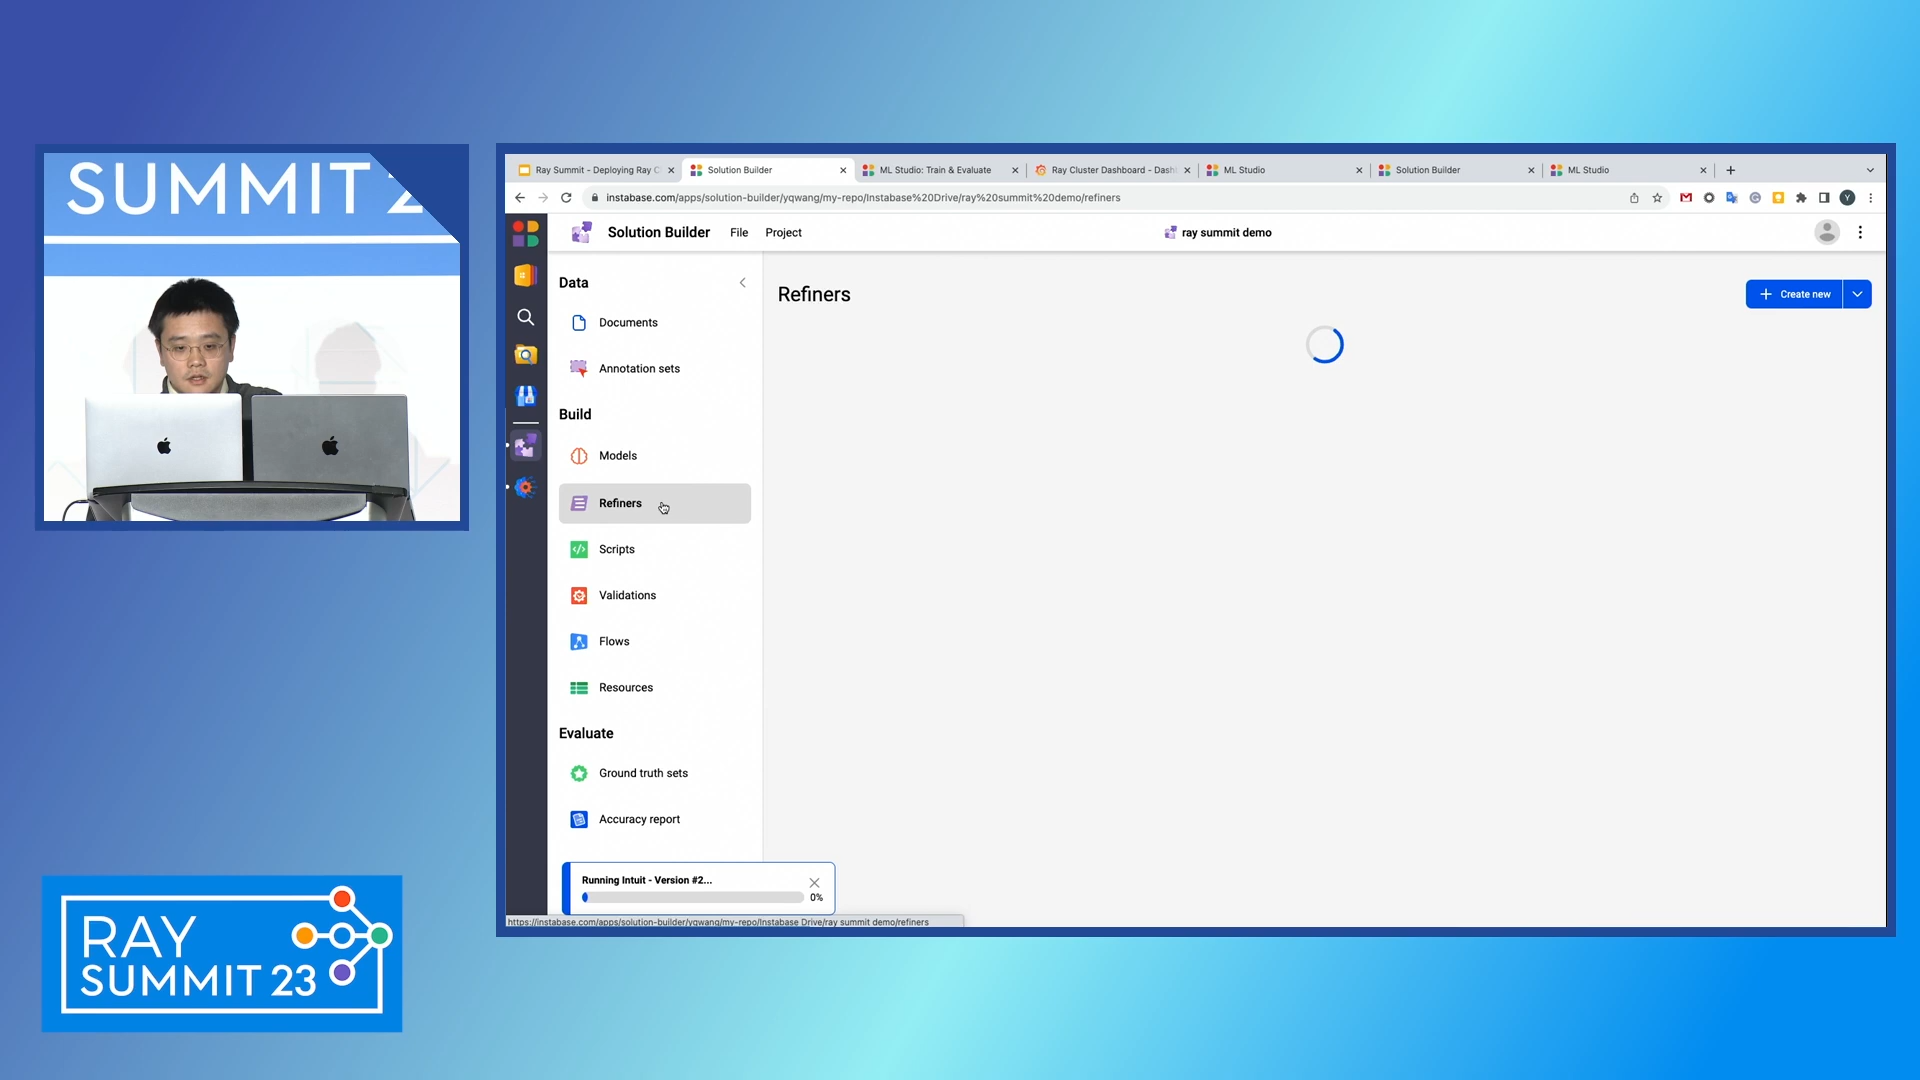 SUMMIT 2
Ray Summit - Deploying Ray C
Solution Builder
ML Studio: Train & Evaluate
Ray Cluster Dashboard - Dash
ML Studio
Solution Builder
ML Studio
instabase.com/apps/solution-builder/yqwang/my-repo/Instabase%20Drive/ray%20summit%20demo/refiners
Y
Solution Builder
File
Project
ray summit demo
Data
Refiners
Create new
Documents
Annotation sets
Build
Models
Refiners
Scripts
Validations
Flows
Resources
Evaluate
Ground truth sets
Accuracy report
Running Intuit - Version #2...
0%
https://instabase.com/apps/solution-builder/yqwang/my-repo/Instabase Drive/ray summit demo/refiners
RAY
SUMMIT 23